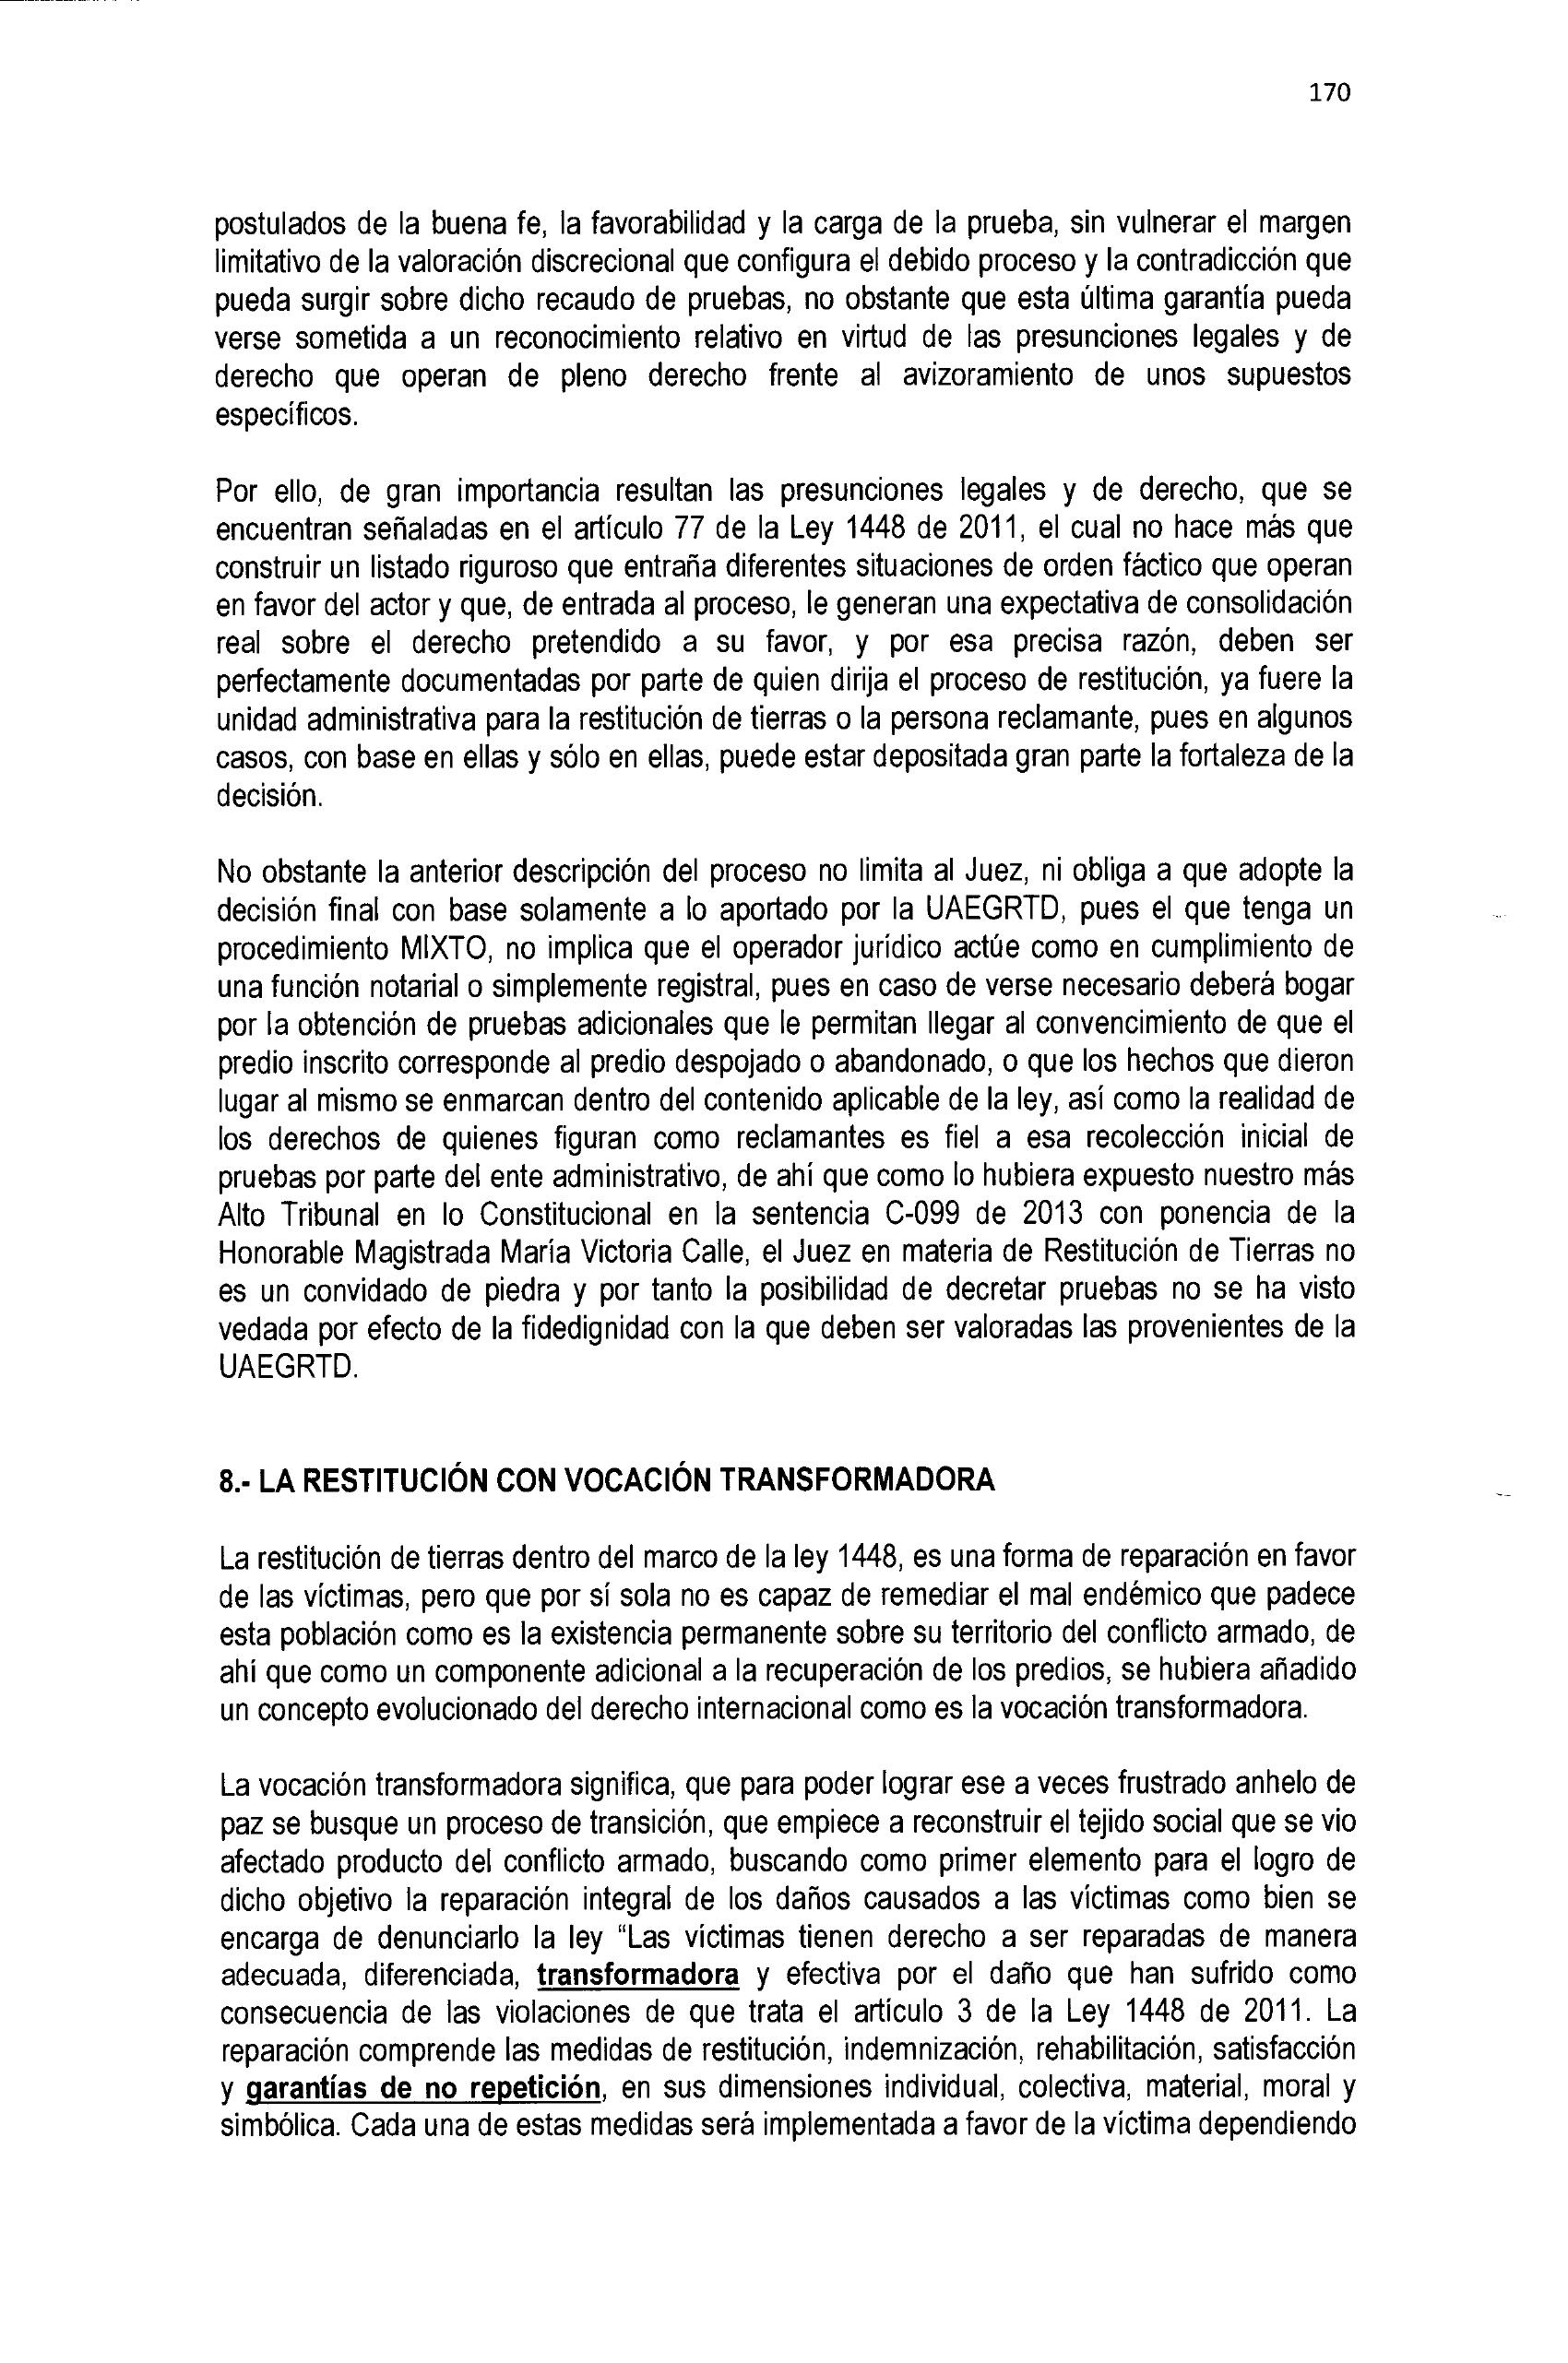 170
postulados de la buena fe, la favorabilidad y la carga de la prueba, sin vulnerar el margen
limitativo de la valoración discrecional que configura el debido proceso y la contradicción que
pueda surgir sobre dicho recaudo de pruebas, no obstante que esta última garantía pueda
verse sometida a un reconocimiento relativo en virtud de las presunciones legales y de
derecho que operan de pleno derecho frente al avizoramiento de unos supuestos
específicos.
Por ello, de gran importancia resultan las presunciones legales y de derecho, que se
encuentran señaladas en el artículo 77 de la Ley 1448 de 2011, el cual no hace más que
construir un listado riguroso que entraña diferentes situaciones de orden fáctico que operan
en favor del actor y que, de entrada al proceso, le generan una expectativa de consolidación
real sobre el derecho pretendido a su favor, y por esa precisa razón, deben ser
perfectamente documentadas por parte de quien dirija el proceso de restitución, ya fuere la
unidad administrativa para la restitución de tierras o la persona reclamante, pues en algunos
casos, con base en ellas y sólo en ellas, puede estar depositada gran parte la fortaleza de la
decisión.
No obstante la anterior descripción del proceso no limita al Juez, ni obliga a que adopte la
decisión final con base solamente a lo aportado por la UAEGRTD, pues el que tenga un
procedimiento MIXTO, no implica que el operador jurídico actúe como en cumplimiento de
una función notarial o simplemente registral, pues en caso de verse necesario deberá bogar
por la obtención de pruebas adicionales que le permitan llegar al convencimiento de que el
predio inscrito corresponde al predio despojado o abandonado, o que los hechos que dieron
lugar al mismo se enmarcan dentro del contenido aplicable de la ley, así como la realidad de
los derechos de quienes figuran como reclamantes es fiel a esa recolección inicial de
pruebas por parte del ente administrativo, de ahí que como lo hubiera expuesto nuestro más
Alto Tribunal en lo Constitucional en la sentencia C-099 de 2013 con ponencia de la
Honorable Magistrada María Victoria Calle, el Juez en materia de Restitución de Tierras no
es un convidado de piedra y por tanto la posibilidad de decretar pruebas no se ha visto
vedada por efecto de la fidedignidad con la que deben ser valoradas las provenientes de la
UAEGRTD.
8.- LA RESTITUCIÓN CON VOCACIÓN TRANSFORMADORA
La restitución de tierras dentro del marco de la ley 1448, es una forma de reparación en favor
de las víctimas, pero que por sí sola no es capaz de remediar el mal endémico que padece
esta población como es la existencia permanente sobre su territorio del conflicto armado, de
ahí que como un componente adicional a la recuperación de los predios, se hubiera añadido
un concepto evolucionado del derecho internacional como es la vocación transformadora.
La vocación transformadora significa, que para poder lograr ese a veces frustrado anhelo de
paz se busque un proceso de transición, que empiece a reconstruir el tejido social que se vio
afectado producto del conflicto armado, buscando como primer elemento para el logro de
dicho objetivo la reparación integral de los daños causados a las víctimas como bien se
encarga de denunciarlo la ley “Las víctimas tienen derecho a ser reparadas de manera
adecuada, diferenciada, transformadora y efectiva por el daño que han sufrido como
consecuencia de las violaciones de que trata el artículo 3 de la Ley 1448 de 2011. La
reparación comprende las medidas de restitución, indemnización, rehabilitación, satisfacción
y garantías de no repetición, en sus dimensiones individual, colectiva, material, moral y
simbólica. Cada una de estas medidas será implementada a favor de la víctima dependiendo